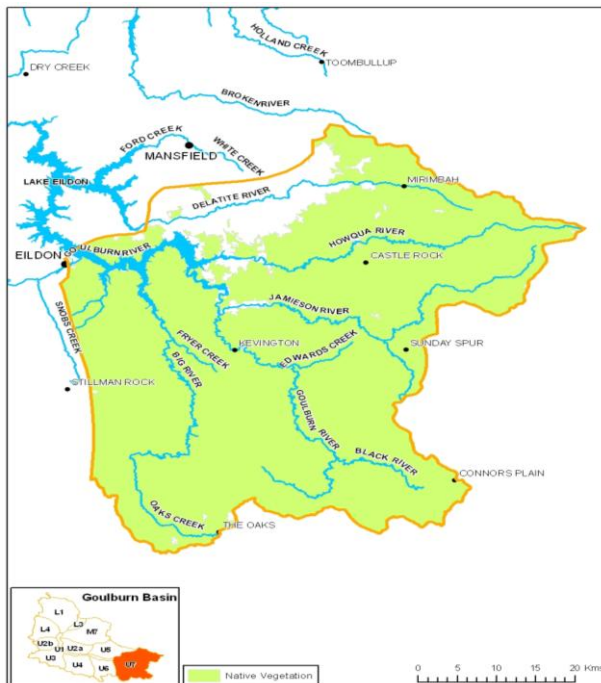 HOLLAND CREEK
TOOMBULLUP
DRY CREEK
BROKEN RIVER
FORD CREEK
MANSFIELD
WHITE CREEK
LAKE EILDON
MIRIMBAH
DELATITE RIVER
HOWQUA RIVER
GOULBURN RIVER
EILDON
CASTLE ROCK
JAMIESON RIVER
SNOBS CREEK
FRYER CREEK
KEVINGTON
EDWARDS CREEK
SUNDAY SPUR
BIG RIVER
STILLMAN ROCK
GOULBURN RIVER
BLACK RIVER
CONNORS PLAIN
OAKS CREEK
THE OAKS
Goulburn Basin
L1
L4
L3
M7
U2b
U1
U2a
U5
U3
U4
U6
U7
Native Vegetation
0 5 10 20 Kms